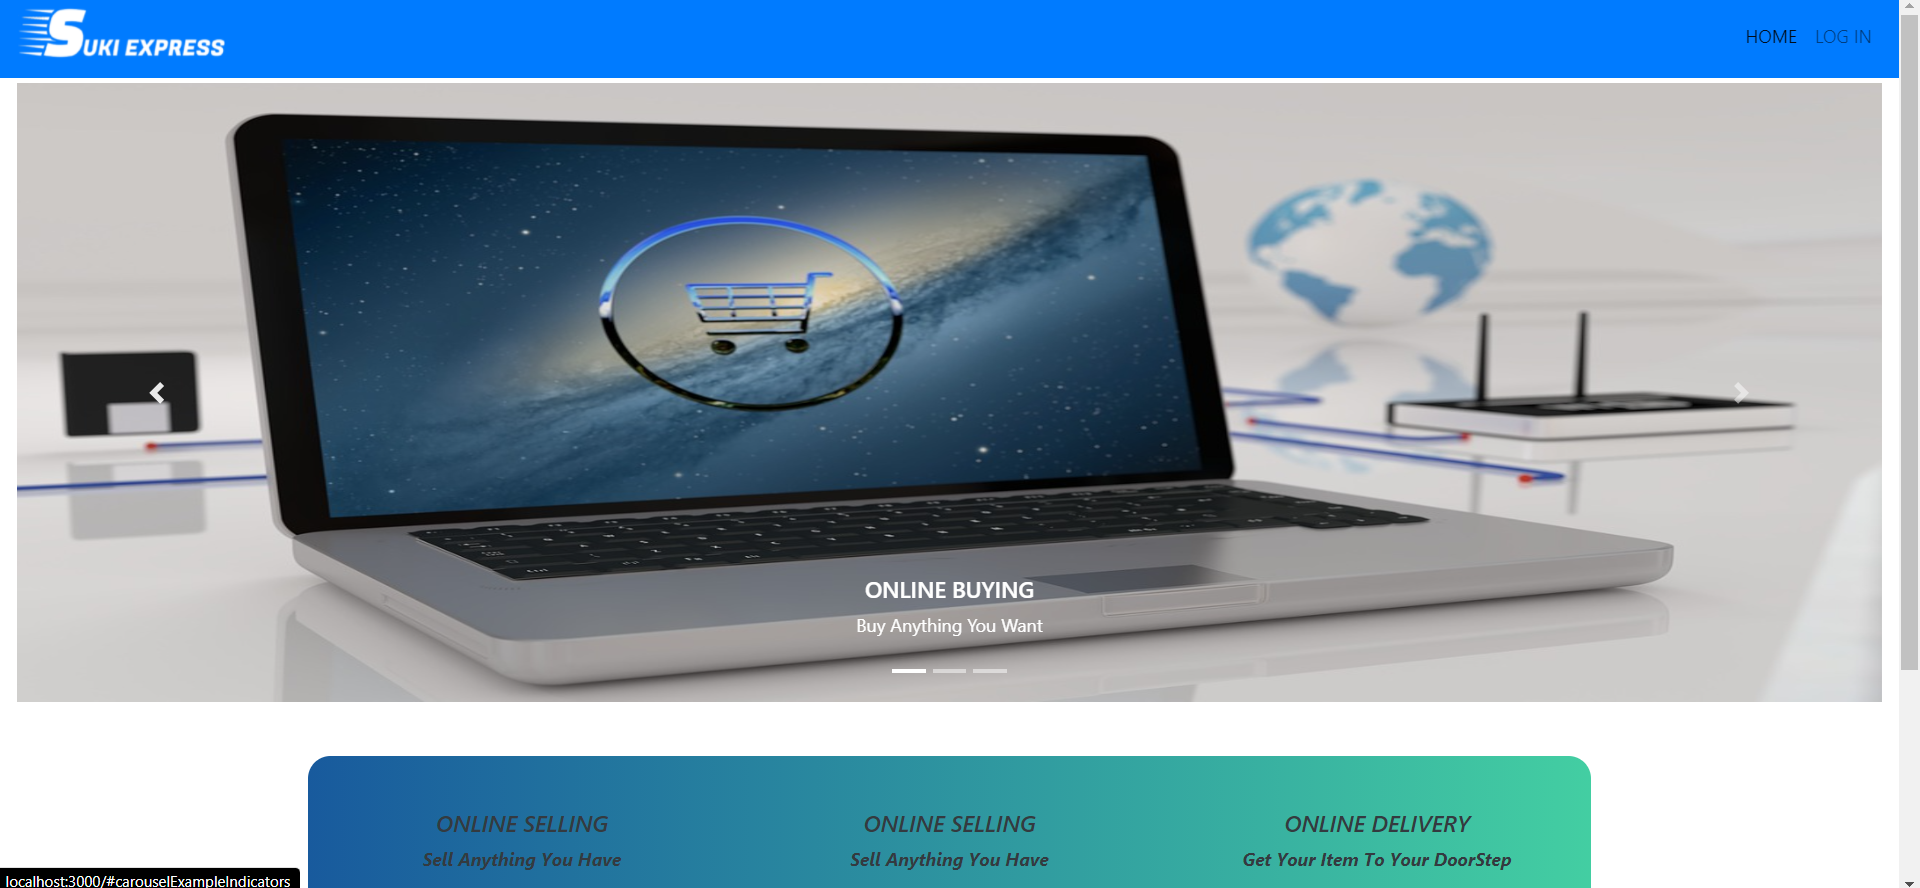 SUKI EXPRESS
HOME LOG IN
ONLINE BUYING
Buy Anything You Want
ONLINE SELLING
Sell Anything You Have
ONLINE SELLING
Sell Anything You Have
ONLINE DELIVERY
Get Your Item To Your DoorStep
localhost:3000/#carouselExampleIndicators